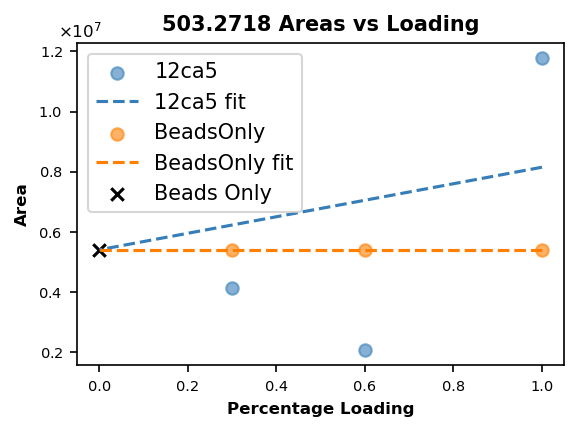 503.2718 Areas vs Loading
×10⁷
1.2
1.0
0.8
0.6
0.4
0.2
Area
12ca5
12ca5 fit
BeadsOnly
BeadsOnly fit
Beads Only
0.0 0.2 0.4 0.6 0.8 1.0
Percentage Loading